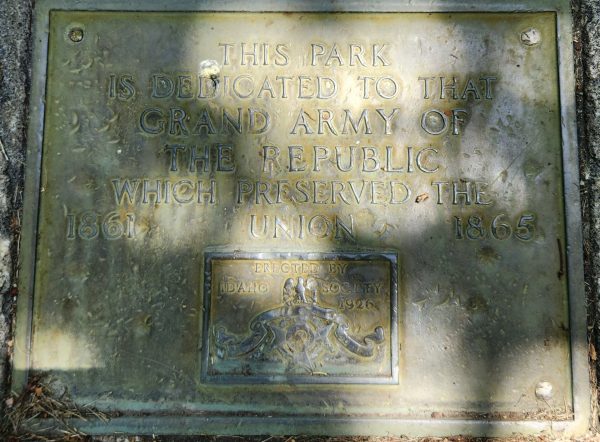 THIS PARK
IS DEDICATED TO THAT
GRAND ARMY OF
THE REPUBLIC
WHICH PRESERVED THE
1861 UNION 1865
ERECTED BY
IDAHO SOCIETY
1926